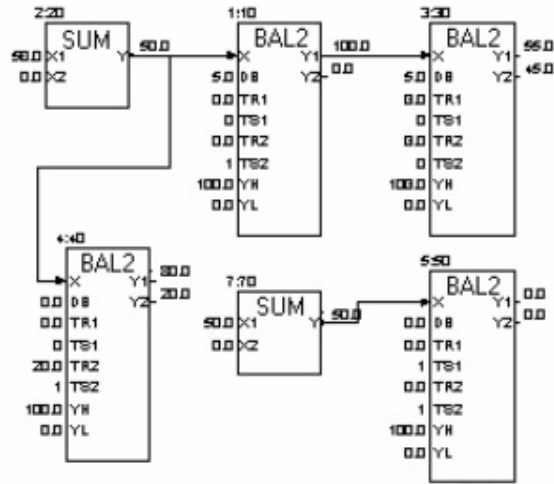 2:20
SUM
50.0 X1 Y 50.0
0.0 X2
1:10
BAL2
X Y1 100.0
Y2 0.0
5.0 DB
0.0 TR1
0 TS1
0.0 TR2
1 TS2
100.0 YH
0.0 YL
3:30
BAL2
X Y1 55.0
Y2 45.0
5.0 DB
0.0 TR1
0 TS1
0.0 TR2
0 TS2
100.0 YH
0.0 YL
4:40
BAL2
X Y1 80.0
Y2 20.0
0.0 DB
0.0 TR1
0 TS1
20.0 TR2
1 TS2
100.0 YH
0.0 YL
7:70
SUM
50.0 X1 Y 50.0
0.0 X2
5:50
BAL2
X Y1 0.0
Y2 0.0
0.0 DB
0.0 TR1
1 TS1
0.0 TR2
1 TS2
100.0 YH
0.0 YL